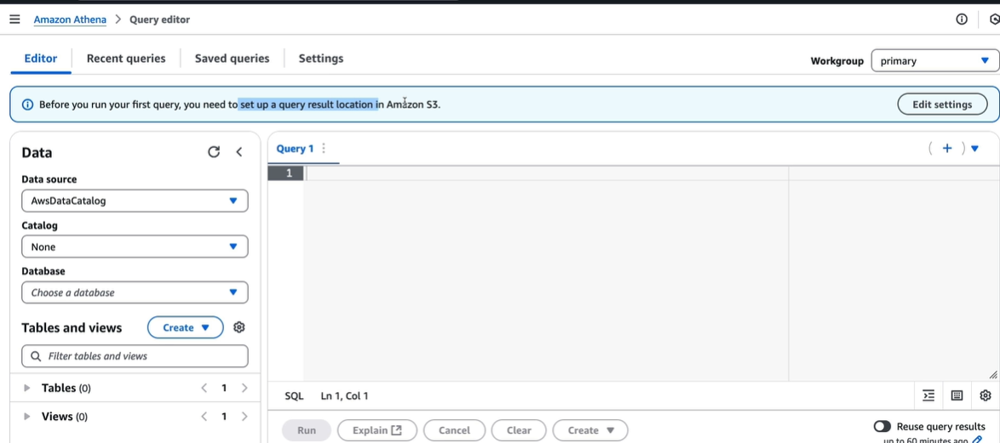 Amazon Athena > Query editor
Editor Recent queries Saved queries Settings
Workgroup primary
Before you run your first query, you need to set up a query result location in Amazon S3.
Edit settings
Data
Data source
AwsDataCatalog
Catalog
None
Database
Choose a database
Tables and views Create
Filter tables and views
Tables (0) < 1 >
Views (0) < 1 >
Query 1
( + )
1
SQL Ln 1, Col 1
Run Explain Cancel Clear Create
Reuse query results
up to 60 minutes ago